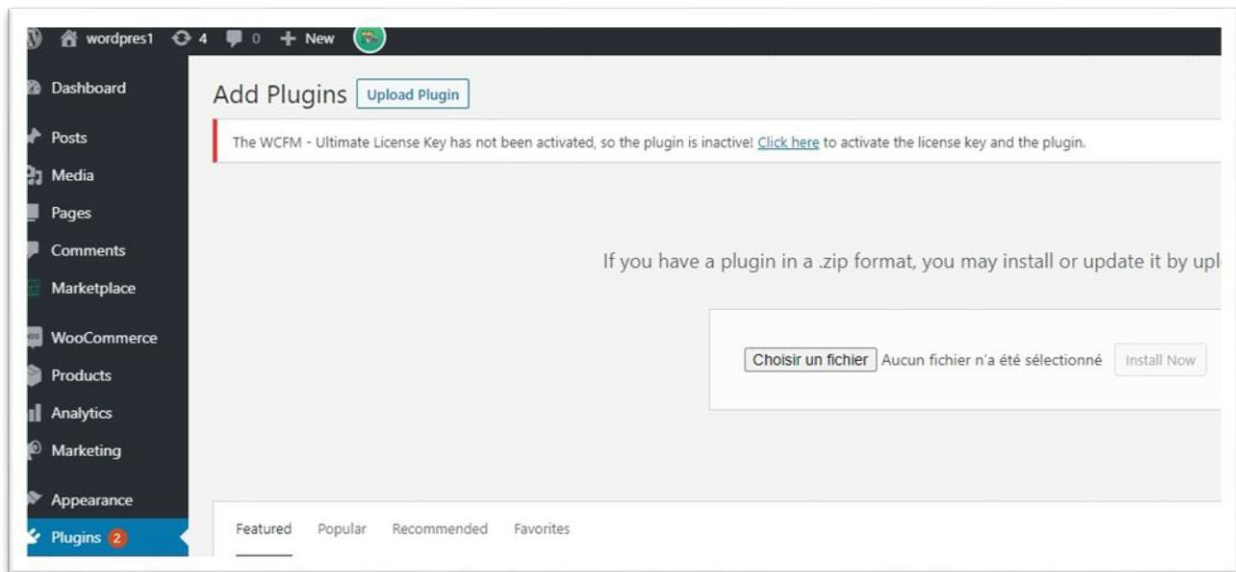 wordpres1 4 0 + New
Dashboard
Posts
Media
Pages
Comments
Marketplace
WooCommerce
Products
Analytics
Marketing
Appearance
Plugins 2
Add Plugins Upload Plugin
The WCFM - Ultimate License Key has not been activated, so the plugin is inactive! Click here to activate the license key and the plugin.
If you have a plugin in a .zip format, you may install or update it by upl
Choisir un fichier Aucun fichier n'a été sélectionné Install Now
Featured Popular Recommended Favorites